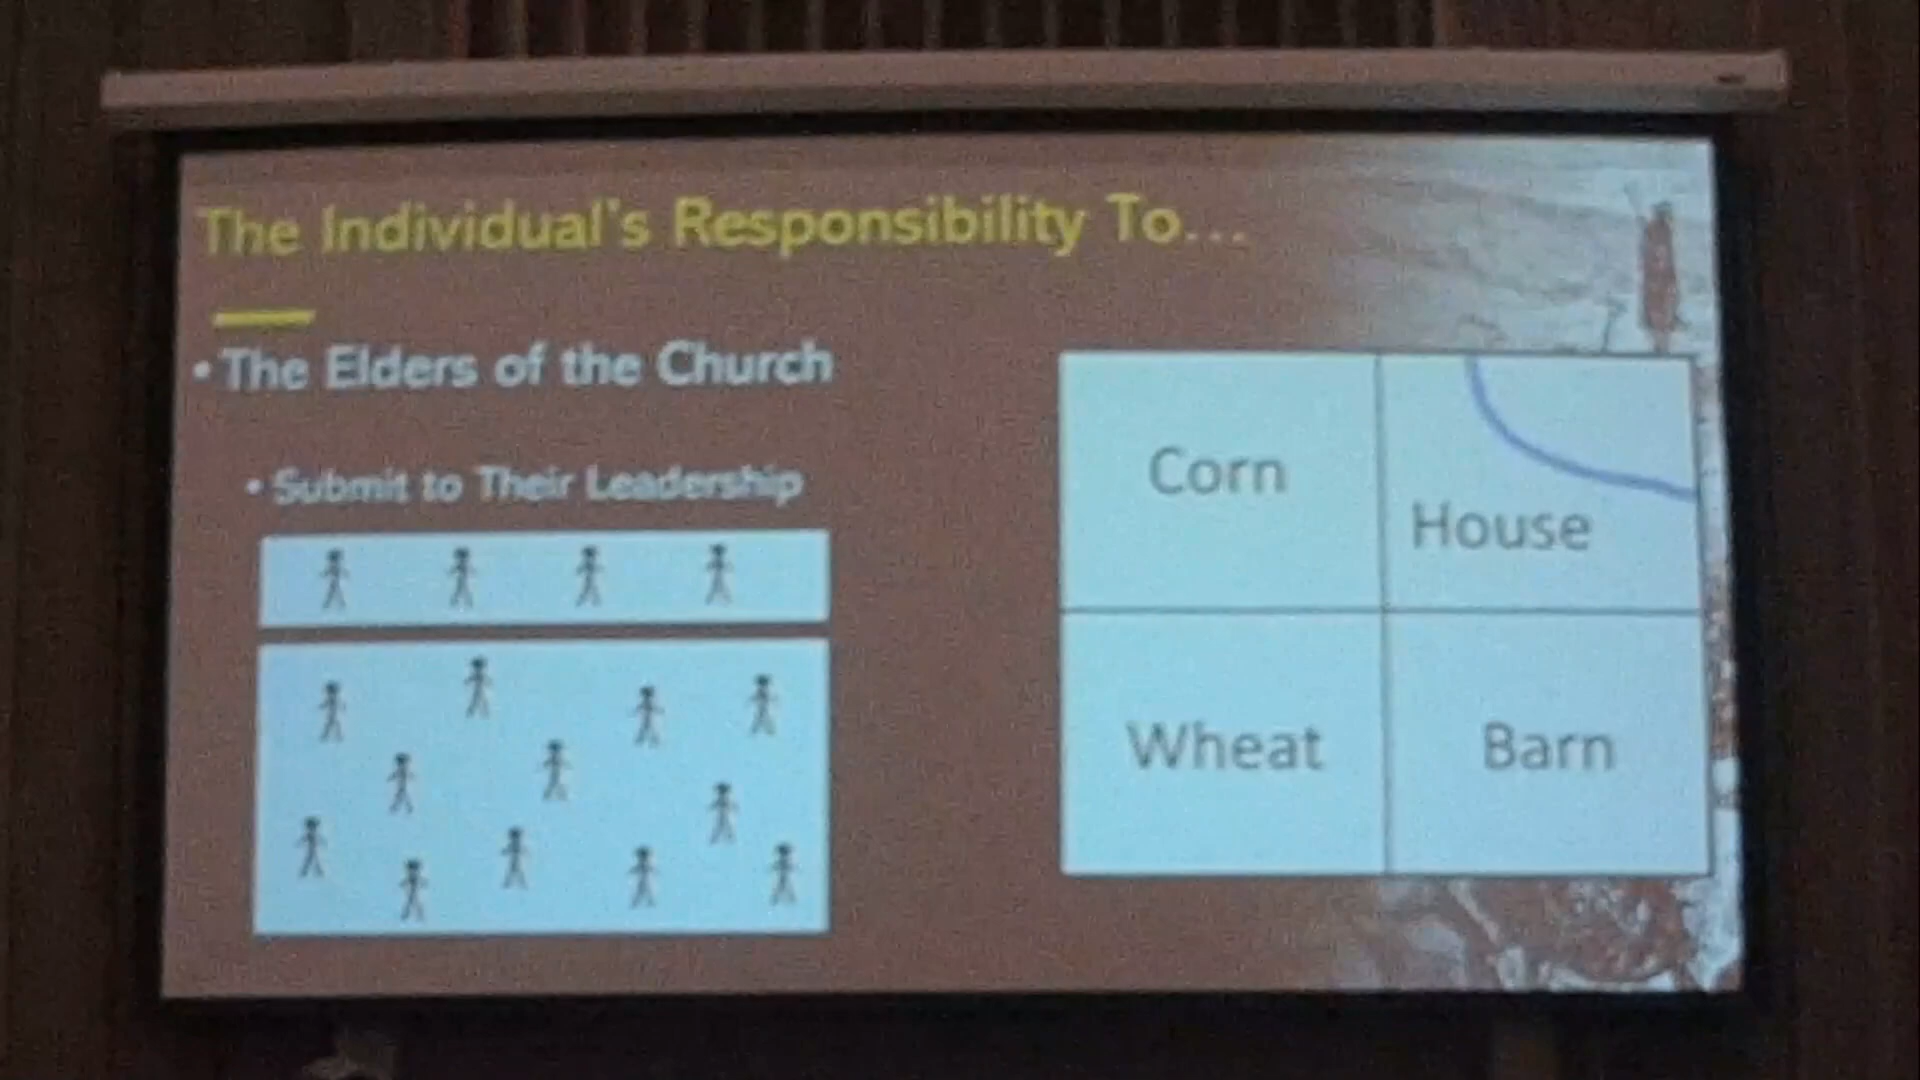 The Individual's Responsibility To...
• The Elders of the Church
• Submit to Their Leadership
Corn
House
Wheat
Barn